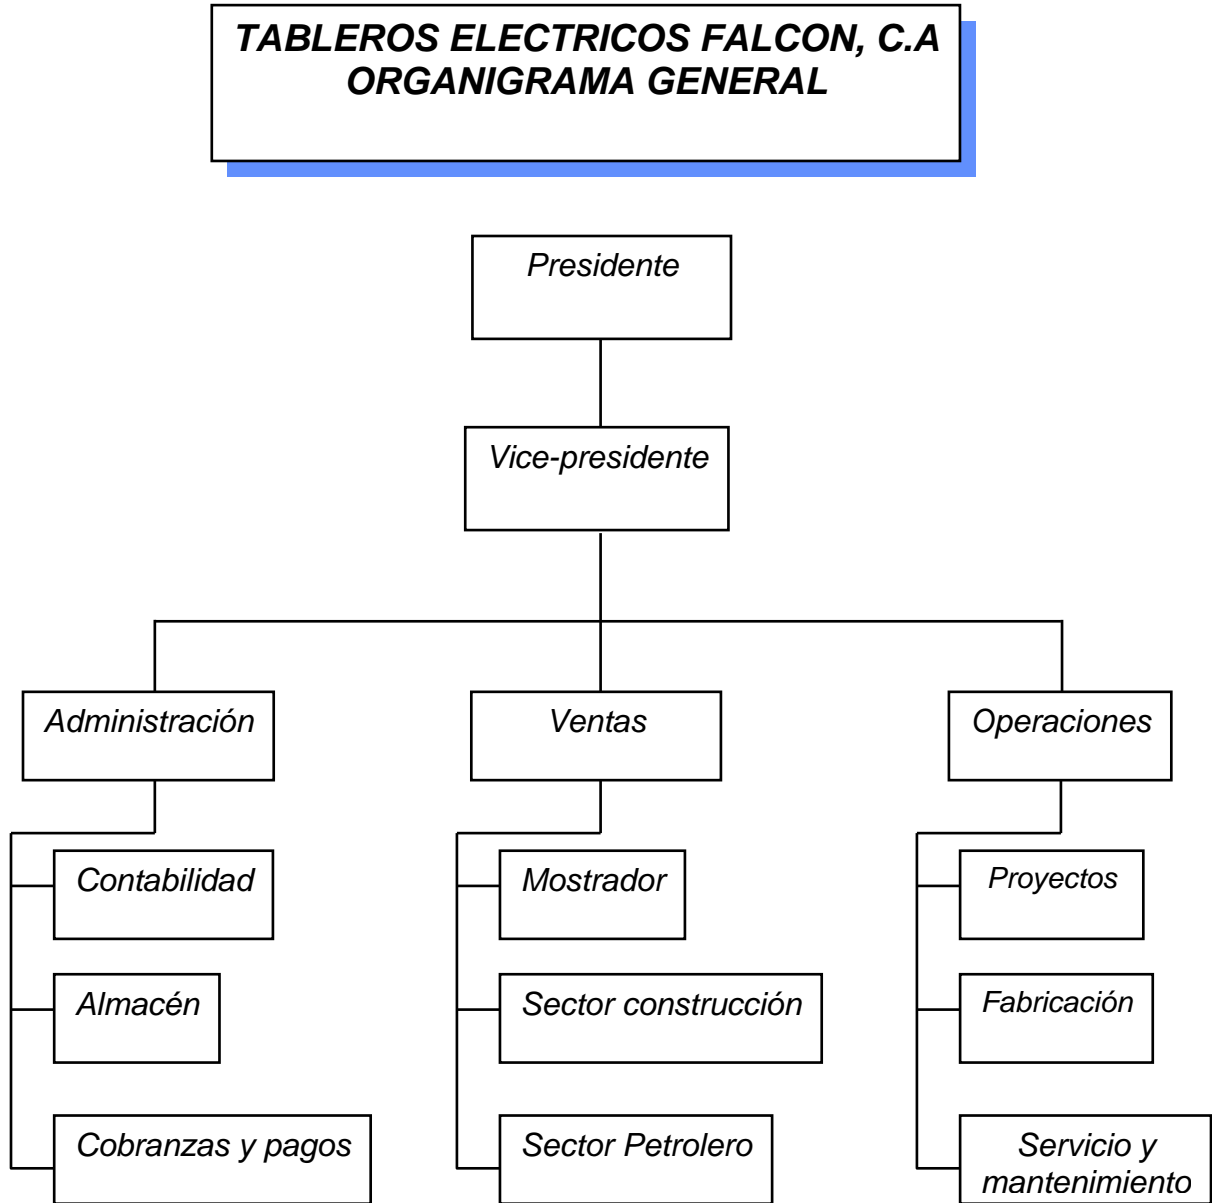 TABLEROS ELECTRICOS FALCON, C.A
ORGANIGRAMA GENERAL
Presidente
Vice-presidente
Administración
Ventas
Operaciones
Contabilidad
Mostrador
Proyectos
Almacén
Sector construcción
Fabricación
Cobranzas y pagos
Sector Petrolero
Servicio y
mantenimiento